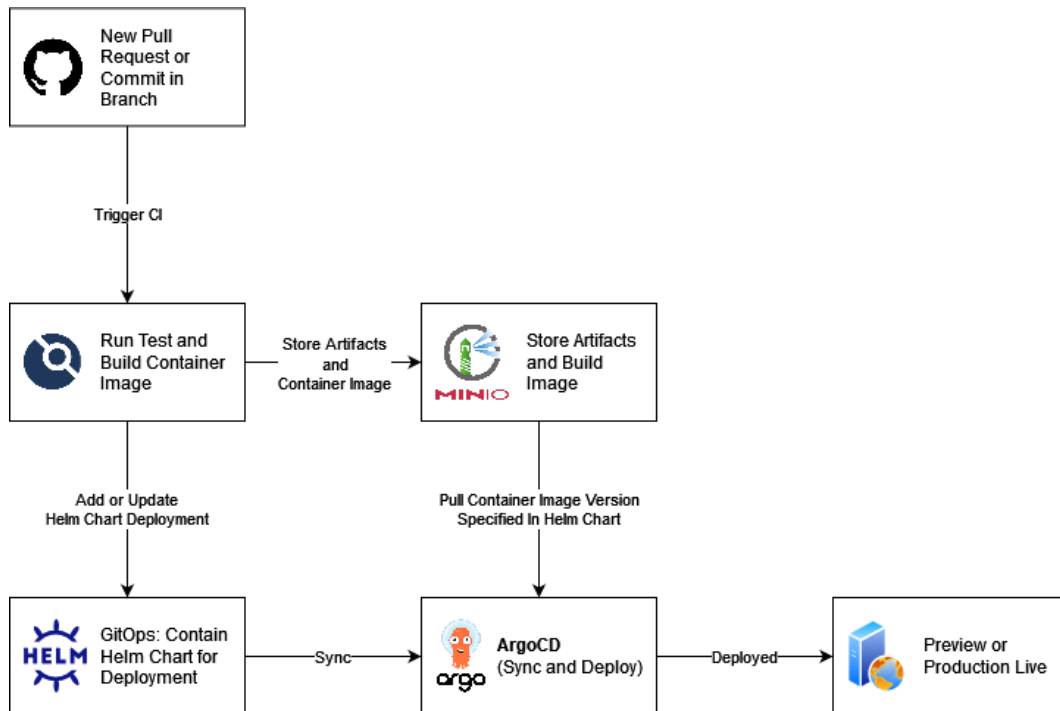 New Pull
Request or
Commit in
Branch
Trigger CI
Run Test and
Build Container
Image
Store Artifacts
and
Container Image
MINIO
Store Artifacts
and Build
Image
Add or Update
Helm Chart Deployment
Pull Container Image Version
Specified In Helm Chart
HELM
GitOps: Contain
Helm Chart for
Deployment
Sync
argo
ArgoCD
(Sync and Deploy)
Deployed
Preview or
Production Live